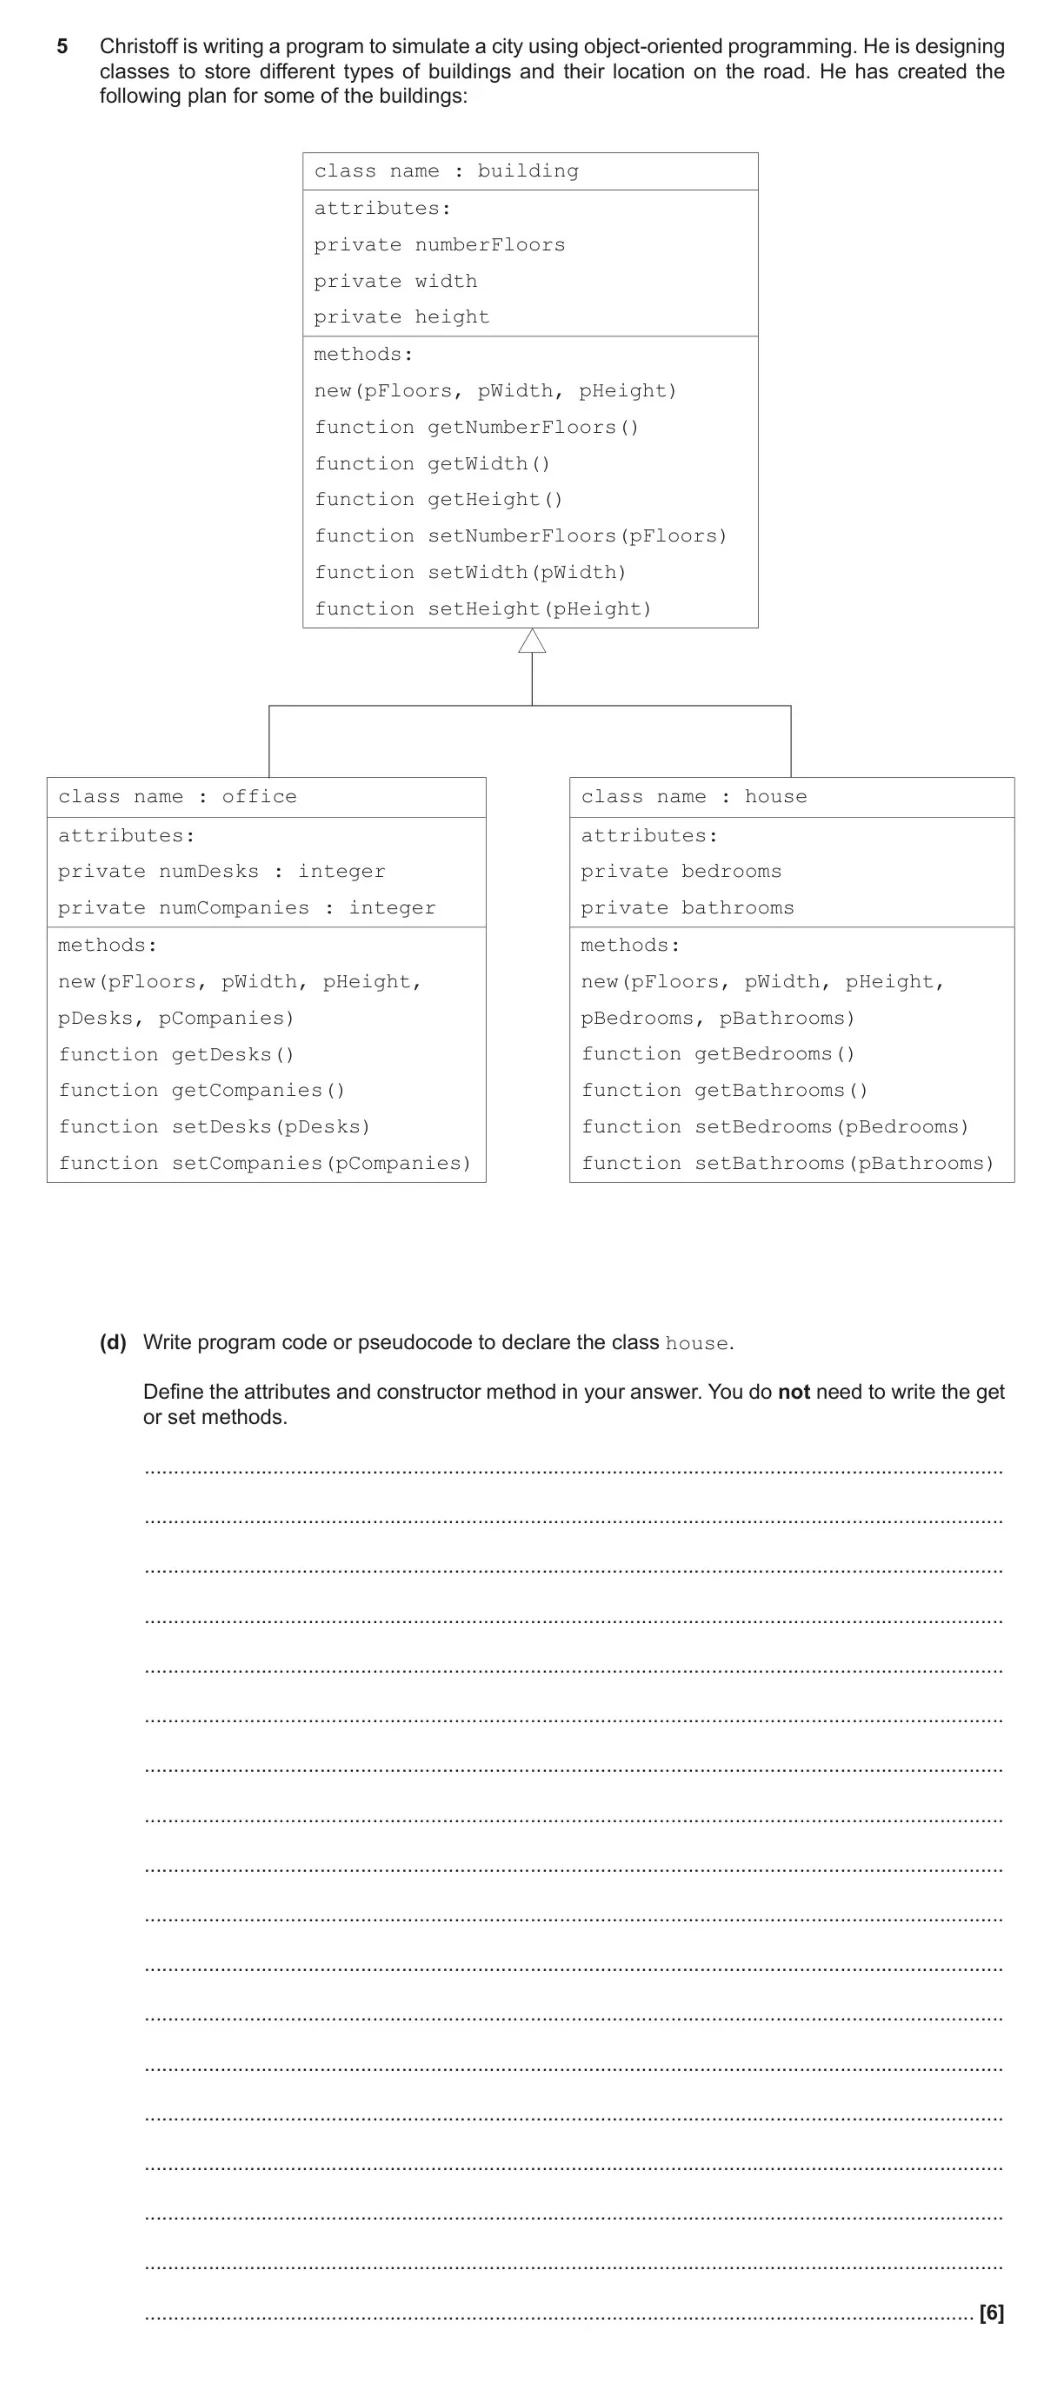 5 Christoff is writing a program to simulate a city using object-oriented programming. He is designing
classes to store different types of buildings and their location on the road. He has created the
following plan for some of the buildings:
class name : building
attributes:
private numberFloors
private width
private height
methods:
new(pFloors, pWidth, pHeight)
function getNumberFloors()
function getWidth()
function getHeight()
function setNumberFloors(pFloors)
function setWidth(pWidth)
function setHeight(pHeight)
class name : office
attributes:
private numDesks : integer
private numCompanies : integer
methods:
new(pFloors, pWidth, pHeight,
pDesks, pCompanies)
function getDesks()
function getCompanies()
function setDesks(pDesks)
function setCompanies(pCompanies)
class name : house
attributes:
private bedrooms
private bathrooms
methods:
new(pFloors, pWidth, pHeight,
pBedrooms, pBathrooms)
function getBedrooms()
function getBathrooms()
function setBedrooms(pBedrooms)
function setBathrooms(pBathrooms)
(d) Write program code or pseudocode to declare the class house.
Define the attributes and constructor method in your answer. You do not need to write the get
or set methods.
[6]